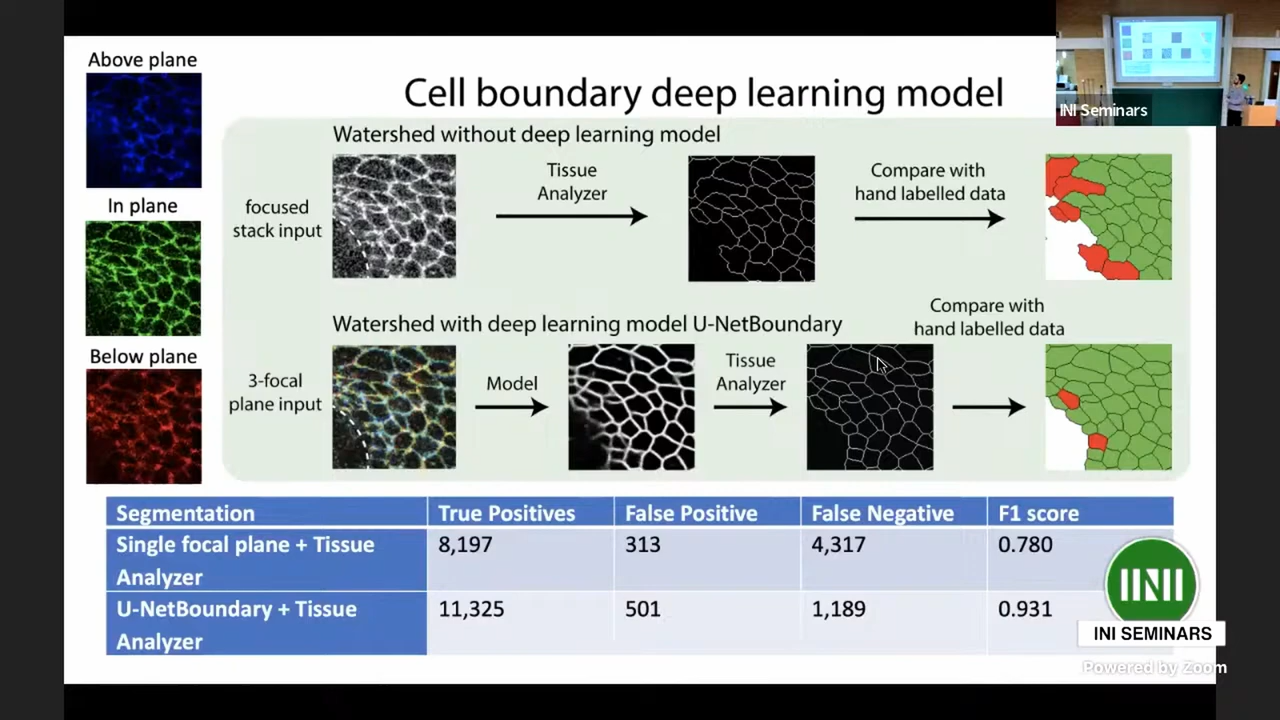 Above plane
In plane
Below plane
Cell boundary deep learning model
INI Seminars
Watershed without deep learning model
focused
stack input
Tissue
Analyzer
Compare with
hand labelled data
Watershed with deep learning model U-NetBoundary
3-focal
plane input
Model
Tissue
Analyzer
Compare with
hand labelled data
Segmentation True Positives False Positive False Negative F1 score
Single focal plane + Tissue
Analyzer
8,197 313 4,317 0.780
U-NetBoundary + Tissue
Analyzer
11,325 501 1,189 0.931
INI
INI SEMINARS
Powered by Zoom